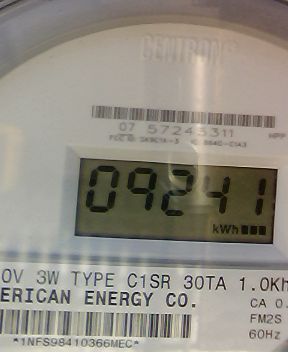 CENTRON®
07 57245311
HPP
09241
kWh
0V 3W TYPE C1SR 30TA 1.0Kh
ERICAN ENERGY CO.
CA 0.
FM2S
60Hz
*1NFS98410366MEC*